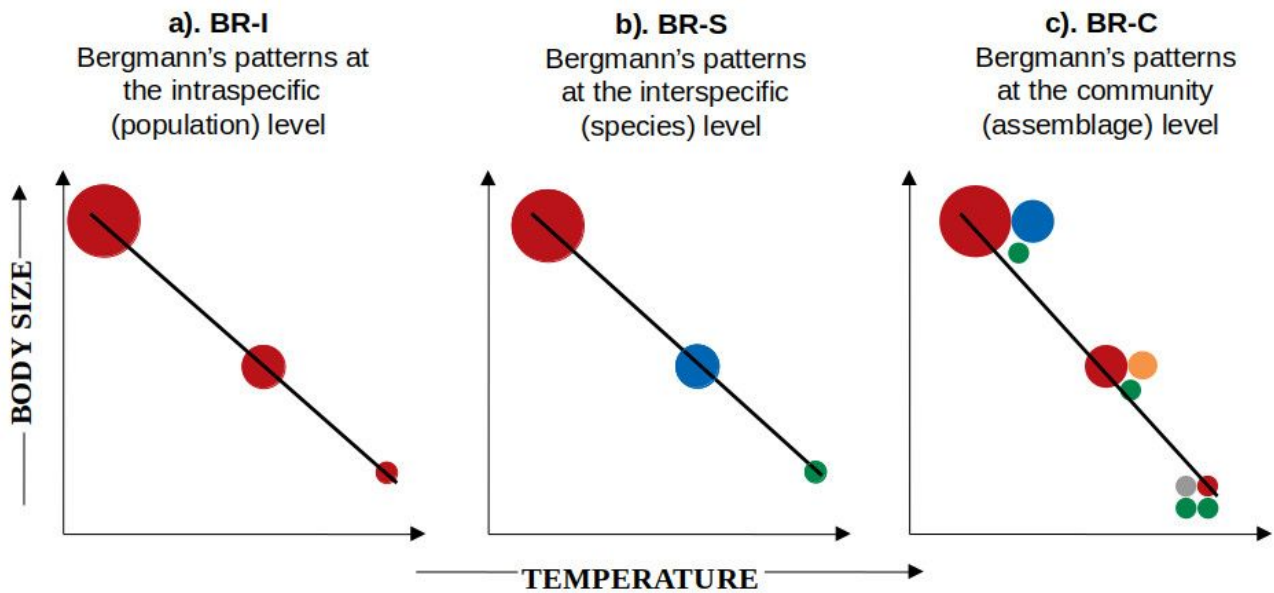 a). BR-I
Bergmann’s patterns at
the intraspecific
(population) level
b). BR-S
Bergmann’s patterns
at the interspecific
(species) level
c). BR-C
Bergmann’s patterns
at the community
(assemblage) level
BODY SIZE
TEMPERATURE